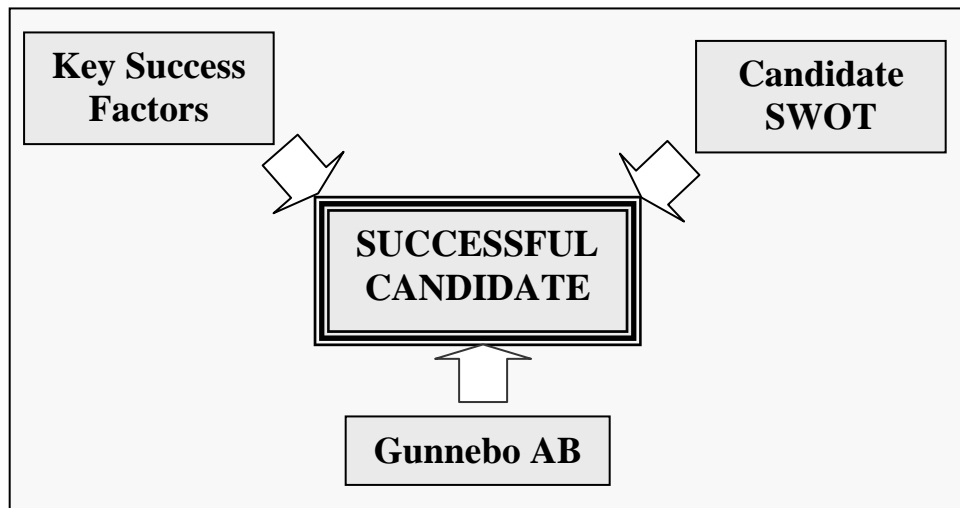 Key Success
Factors
Candidate
SWOT
SUCCESSFUL
CANDIDATE
Gunnebo AB